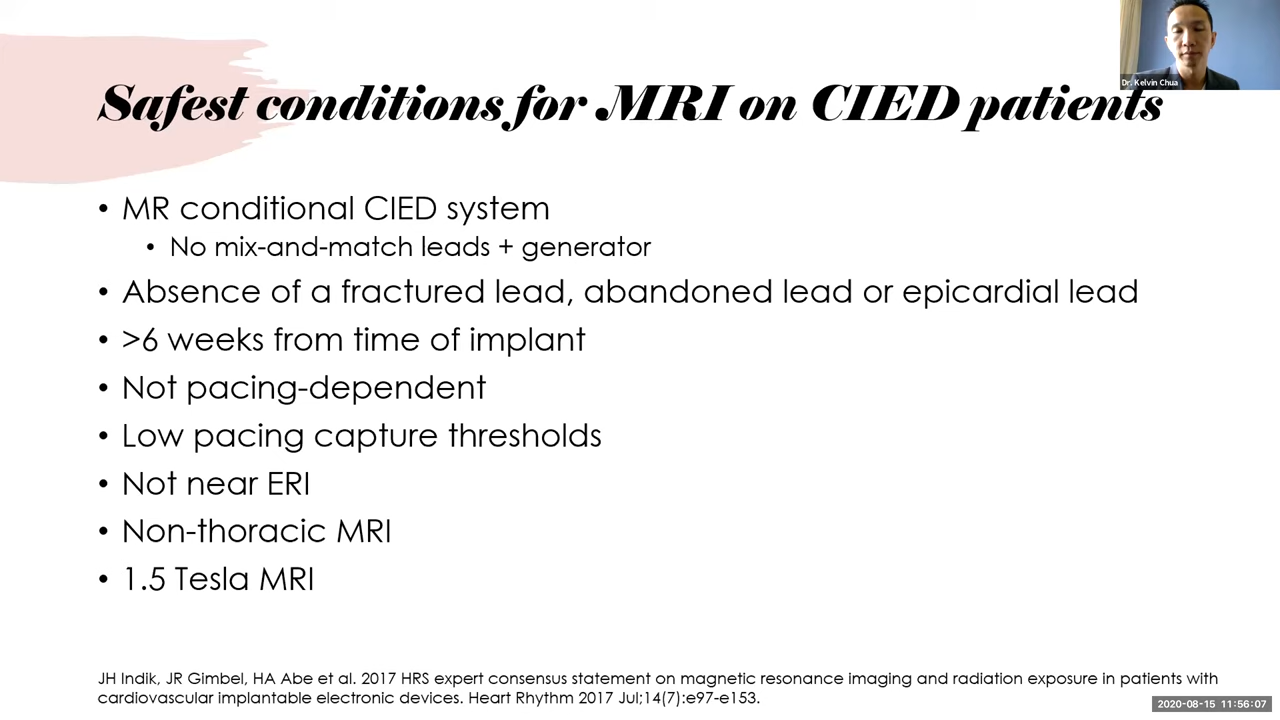 Dr. Kelvin Chua
Safest conditions for MRI on CIED patients
• MR conditional CIED system
• No mix-and-match leads + generator
• Absence of a fractured lead, abandoned lead or epicardial lead
• >6 weeks from time of implant
• Not pacing-dependent
• Low pacing capture thresholds
• Not near ERI
• Non-thoracic MRI
• 1.5 Tesla MRI
JH Indik, JR Gimbel, HA Abe et al. 2017 HRS expert consensus statement on magnetic resonance imaging and radiation exposure in patients with
cardiovascular implantable electronic devices. Heart Rhythm 2017 Jul;14(7):e97-e153.
2020-08-15 11:56:07